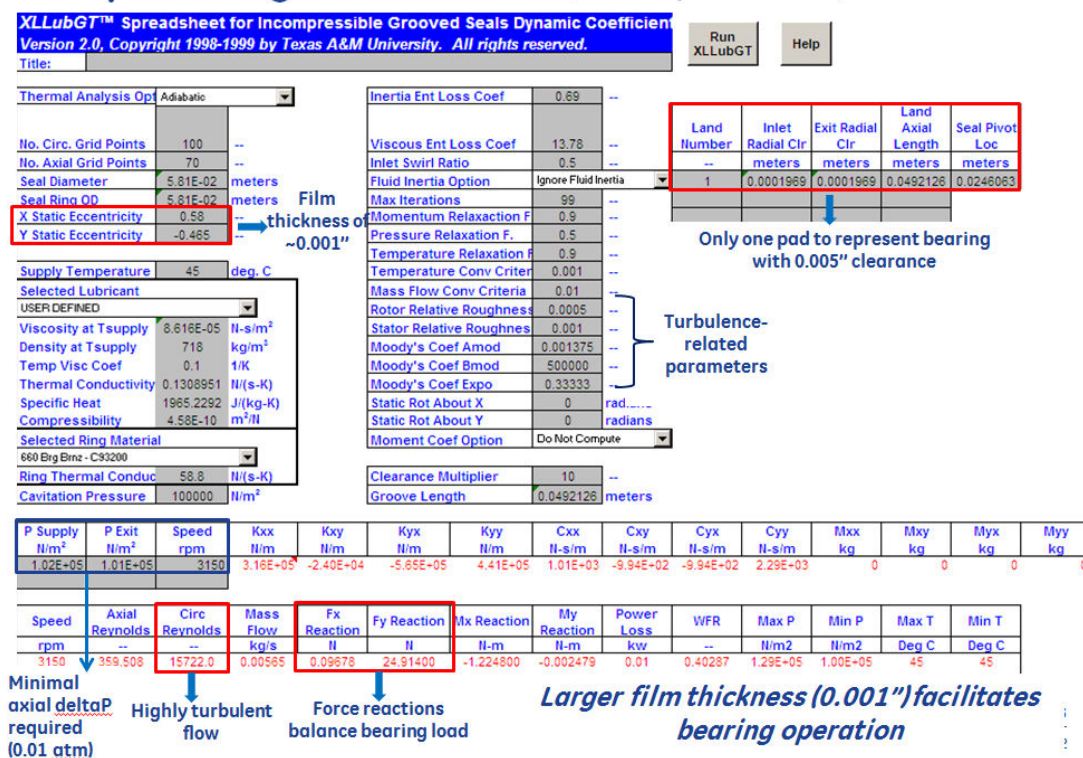 XLLubGT™ Spreadsheet for Incompressible Grooved Seals Dynamic Coefficient
Version 2.0, Copyright 1998-1999 by Texas A&M University. All rights reserved.
Run XLLubGT
Help
Title:
Thermal Analysis Opt Adiabatic
No. Circ. Grid Points 100 --
No. Axial Grid Points 70 --
Seal Diameter 5.81E-02 meters
Seal Ring OD 5.81E-02 meters
X Static Eccentricity 0.58 --
Y Static Eccentricity -0.465 --
Film thickness of ~0.001"
Supply Temperature 45 deg. C
Selected Lubricant
USER DEFINED
Viscosity at Tsupply 8.616E-05 N-s/m²
Density at Tsupply 718 kg/m³
Temp Visc Coef 0.1 1/K
Thermal Conductivity 0.1308951 N/(s-K)
Specific Heat 1965.2292 J/(kg-K)
Compressibility 4.58E-10 m²/N
Selected Ring Material
660 Brg Brnz - C93200
Ring Thermal Conduc 58.8 N/(s-K)
Cavitation Pressure 100000 N/m²
Inertia Ent Loss Coef 0.69 --
Viscous Ent Loss Coef 13.78 --
Inlet Swirl Ratio 0.5 --
Fluid Inertia Option Ignore Fluid Inertia
Max Iterations 99 --
Momentum Relaxaction F 0.9 --
Pressure Relaxation F. 0.5 --
Temperature Relaxation F 0.9 --
Temperature Conv Criter 0.001 --
Mass Flow Conv Criteria 0.01 --
Rotor Relative Roughness 0.0005 --
Stator Relative Roughnes 0.001 --
Moody's Coef Amod 0.001375 --
Moody's Coef Bmod 500000 --
Moody's Coef Expo 0.33333 --
Static Rot About X 0 rad
Static Rot About Y 0 radians
Moment Coef Option Do Not Compute
Clearance Multiplier 10 --
Groove Length 0.0492126 meters
Turbulence-related parameters
Land Number Inlet Radial Clr Exit Radial Clr Land Axial Length Seal Pivot Loc
-- meters meters meters meters
1 0.0001969 0.0001969 0.0492126 0.0246063
Only one pad to represent bearing
with 0.005" clearance
P Supply P Exit Speed Kxx Kxy Kyx Kyy Cxx Cxy Cyx Cyy Mxx Mxy Myx Myy
N/m² N/m² rpm N/m N/m N/m N/m N-s/m N-s/m N-s/m N-s/m kg kg kg kg
1.02E+05 1.01E+05 3150 3.16E+05 -2.40E+04 -5.65E+05 4.41E+05 1.01E+03 -9.94E+02 -9.94E+02 2.29E+03 0 0 0
Speed Axial Reynolds Circ Reynolds Mass Flow Fx Reaction Fy Reaction Mx Reaction My Reaction Power Loss WFR Max P Min P Max T Min T
rpm -- -- kg/s N N N-m N-m kw -- N/m2 N/m2 Deg C Deg C
3150 359.508 15722.0 0.00565 0.09678 24.91400 -1.224800 -0.002479 0.01 0.40287 1.29E+05 1.00E+05 45 45
Minimal
axial deltaP
required
(0.01 atm)
Highly turbulent
flow
Force reactions
balance bearing load
Larger film thickness (0.001") facilitates
bearing operation